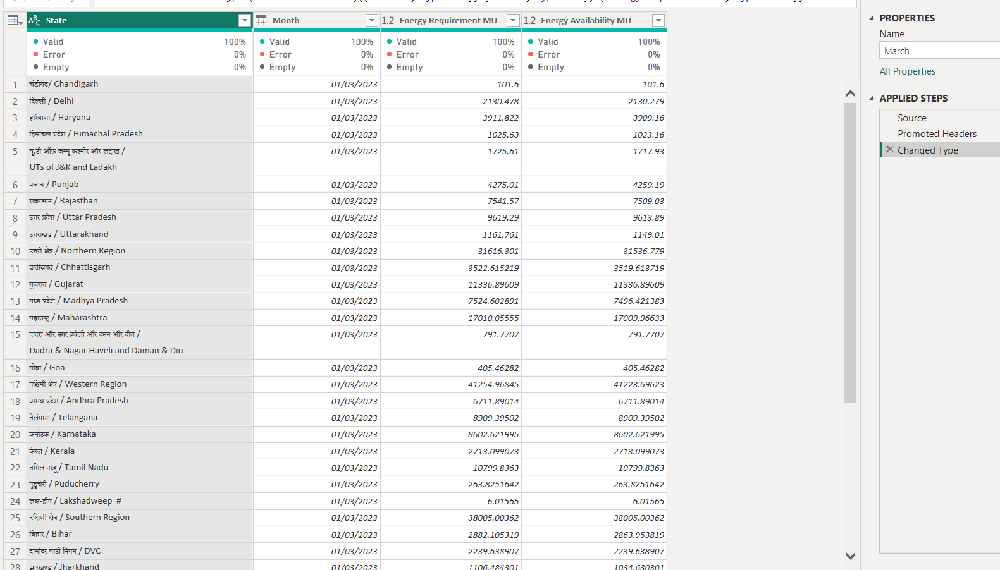 State
Month
1.2 Energy Requirement MU
1.2 Energy Availability MU
Valid 100%
Error 0%
Empty 0%
Valid 100%
Error 0%
Empty 0%
Valid 100%
Error 0%
Empty 0%
Valid 100%
Error 0%
Empty 0%
1 चंडीगढ़/ Chandigarh 01/03/2023 101.6 101.6
2 दिल्ली / Delhi 01/03/2023 2130.478 2130.279
3 हरियाणा / Haryana 01/03/2023 3911.822 3909.16
4 हिमाचल प्रदेश / Himachal Pradesh 01/03/2023 1025.63 1023.16
5 यू.टी ऑफ़ जम्मू कश्मीर और लद्दाख / 01/03/2023 1725.61 1717.93
UTs of J&K and Ladakh
6 पंजाब / Punjab 01/03/2023 4275.01 4259.19
7 राजस्थान / Rajasthan 01/03/2023 7541.57 7509.03
8 उत्तर प्रदेश / Uttar Pradesh 01/03/2023 9619.29 9613.89
9 उत्तराखंड / Uttarakhand 01/03/2023 1161.761 1149.01
10 उत्तरी क्षेत्र / Northern Region 01/03/2023 31616.301 31536.779
11 छत्तीसगढ़ / Chhattisgarh 01/03/2023 3522.615219 3519.613719
12 गुजरात / Gujarat 01/03/2023 11336.89609 11336.89609
13 मध्य प्रदेश / Madhya Pradesh 01/03/2023 7524.602891 7496.421383
14 महाराष्ट्र / Maharashtra 01/03/2023 17010.05555 17009.96633
15 दादरा और नगर हवेली और दमन और दीव / 01/03/2023 791.7707 791.7707
Dadra & Nagar Haveli and Daman & Diu
16 गोवा / Goa 01/03/2023 405.46282 405.46282
17 पश्चिमी क्षेत्र / Western Region 01/03/2023 41254.96845 41223.69623
18 आन्ध्र प्रदेश / Andhra Pradesh 01/03/2023 6711.89014 6711.89014
19 तेलंगाना / Telangana 01/03/2023 8909.39502 8909.39502
20 कर्नाटक / Karnataka 01/03/2023 8602.621995 8602.621995
21 केरल / Kerala 01/03/2023 2713.099073 2713.099073
22 तमिल नाडू / Tamil Nadu 01/03/2023 10799.8363 10799.8363
23 पुडुचेरी / Puducherry 01/03/2023 263.8251642 263.8251642
24 लक्ष-द्वीप / Lakshadweep # 01/03/2023 6.01565 6.01565
25 दक्षिणी क्षेत्र / Southern Region 01/03/2023 38005.00362 38005.00362
26 बिहार / Bihar 01/03/2023 2882.105319 2863.953819
27 दामोदर घाटी निगम / DVC 01/03/2023 2239.638907 2239.638907
28 झारखण्ड / Jharkhand 01/03/2023 1106.484301 1034.630301
PROPERTIES
Name
March
All Properties
APPLIED STEPS
Source
Promoted Headers
Changed Type